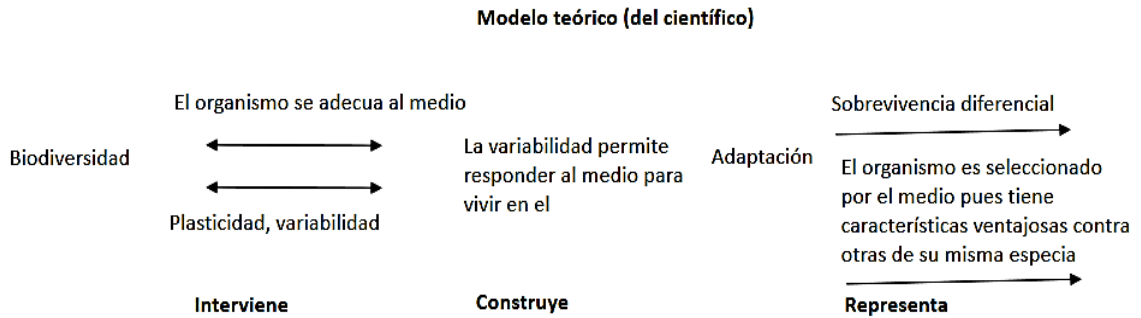 Modelo teórico (del científico)
El organismo se adecua al medio
Biodiversidad
Plasticidad, variabilidad
La variabilidad permite
responder al medio para
vivir en el
Adaptación
Sobrevivencia diferencial
El organismo es seleccionado
por el medio pues tiene
características ventajosas contra
otras de su misma especia
Interviene
Construye
Representa